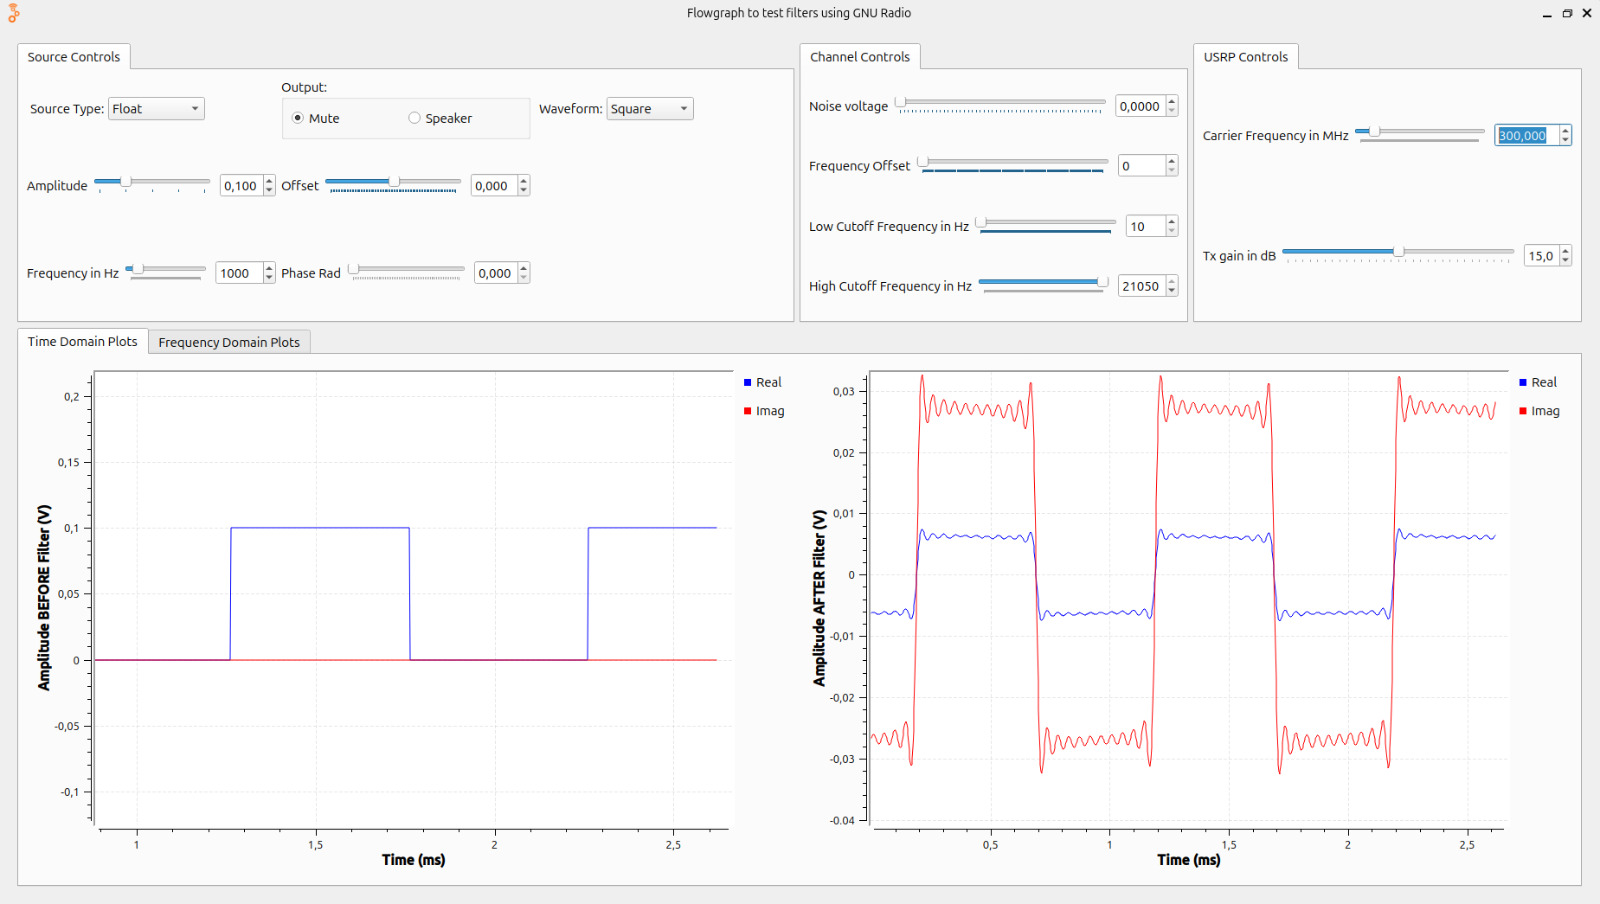 Flowgraph to test filters using GNU Radio
Source Controls
Source Type: Float
Output:
Mute Speaker
Waveform: Square
Amplitude 0,100 Offset 0,000
Frequency in Hz 1000 Phase Rad 0,000
Channel Controls
Noise voltage 0,0000
Frequency Offset 0
Low Cutoff Frequency in Hz 10
High Cutoff Frequency in Hz 21050
USRP Controls
Carrier Frequency in MHz 300,000
Tx gain in dB 15,0
Time Domain Plots Frequency Domain Plots
Amplitude BEFORE Filter (V)
0,2
0,15
0,1
0,05
0
-0,05
-0,1
1 1,5 2 2,5
Time (ms)
Real
Imag
Amplitude AFTER Filter (V)
0,03
0,02
0,01
0
-0,01
-0,02
-0,03
-0.04
0,5 1 1,5 2 2,5
Time (ms)
Real
Imag